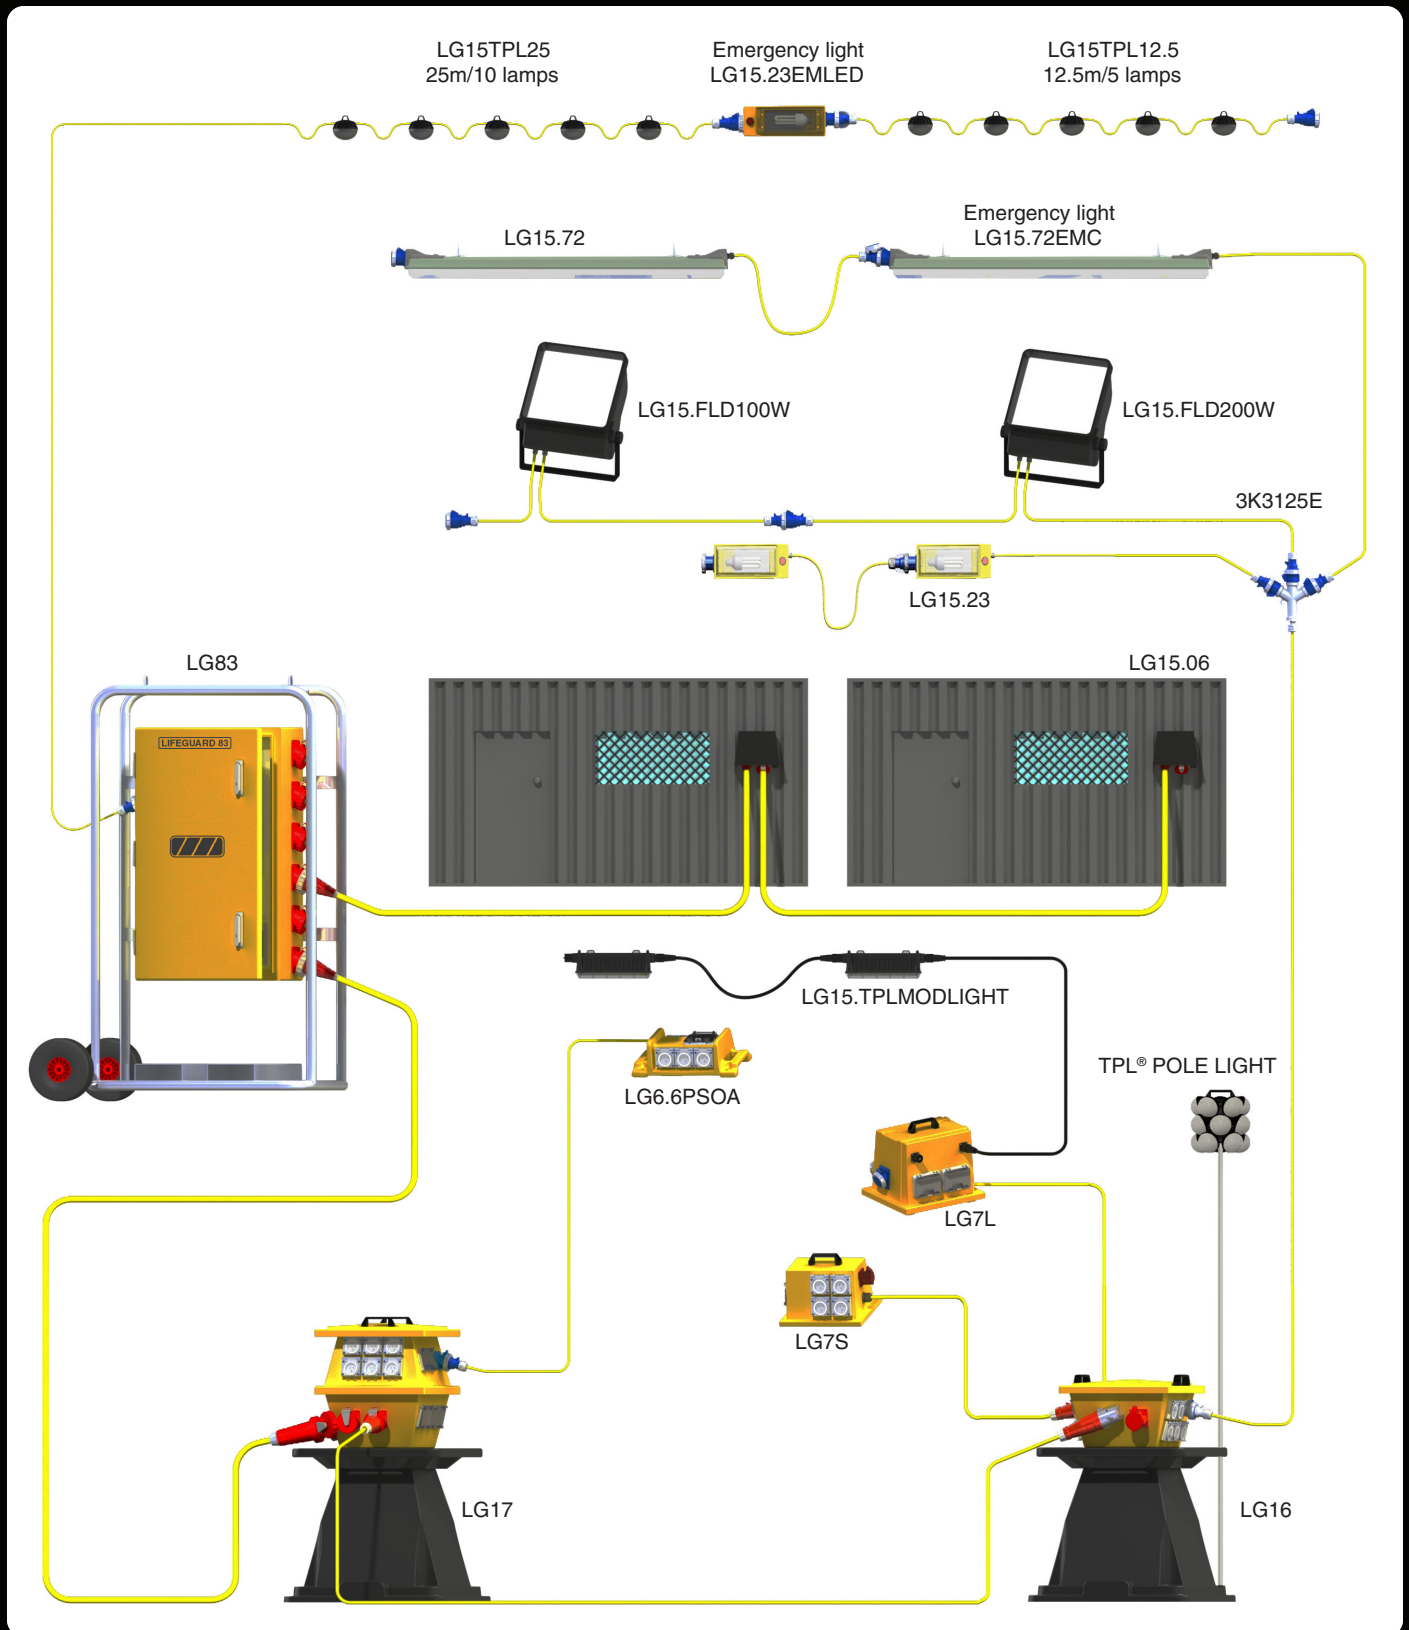 LG15TPL25
25m/10 lamps
Emergency light
LG15.23EMLED
LG15TPL12.5
12.5m/5 lamps
LG15.72
Emergency light
LG15.72EMC
LG15.FLD100W
LG15.FLD200W
3K3125E
LG15.23
LG83
LG15.06
LIFEGUARD 83
LG15.TPLMODLIGHT
LG6.6PSOA
TPL® POLE LIGHT
LG7L
LG7S
LG17
LG16